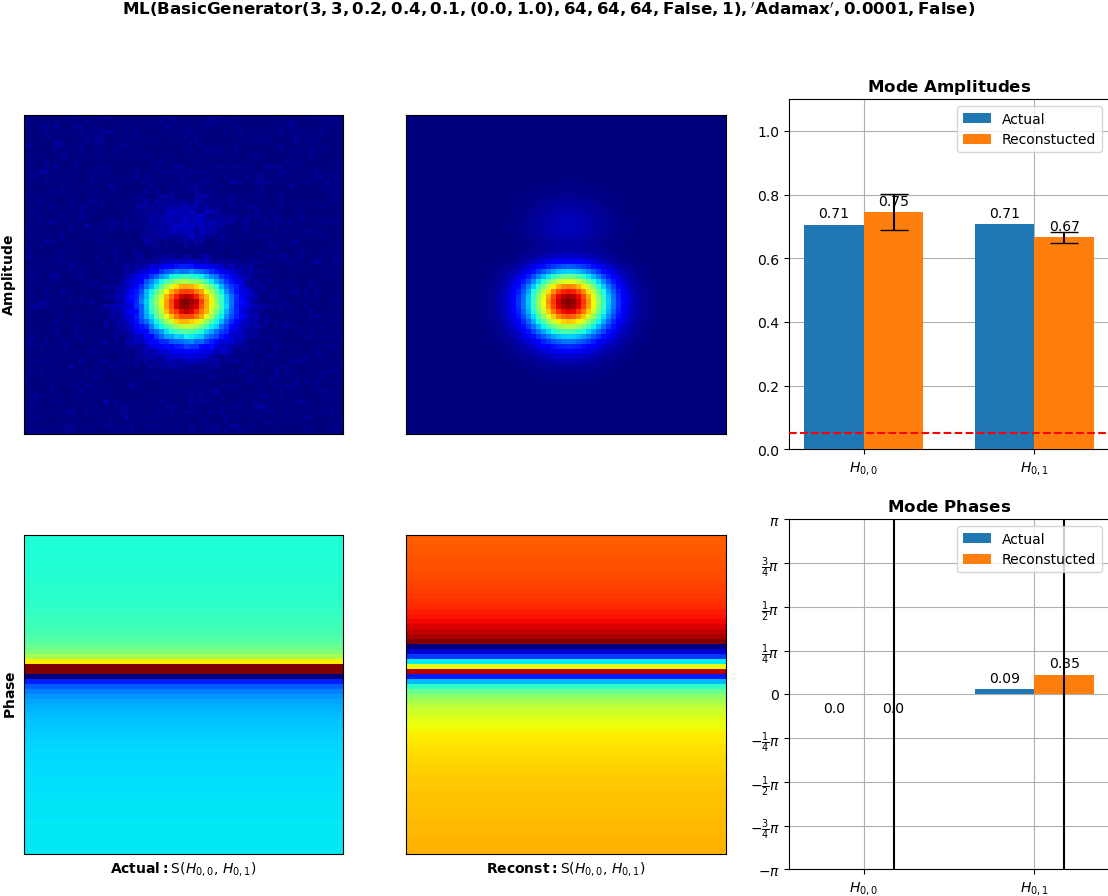 ML(BasicGenerator(3, 3, 0.2, 0.4, 0.1, (0.0, 1.0), 64, 64, 64, False, 1), 'Adamax', 0.0001, False)
Mode Amplitudes
Actual
Reconstucted
1.0
0.8
0.6
0.4
0.2
0.0
0.71
0.75
0.71
0.67
H0,0
H0,1
Amplitude
Mode Phases
Actual
Reconstucted
π
3/4π
1/2π
1/4π
0
−1/4π
−1/2π
−3/4π
−π
0.0
0.0
0.09
0.35
H0,0
H0,1
Phase
Actual: S(H0,0, H0,1)
Reconst: S(H0,0, H0,1)